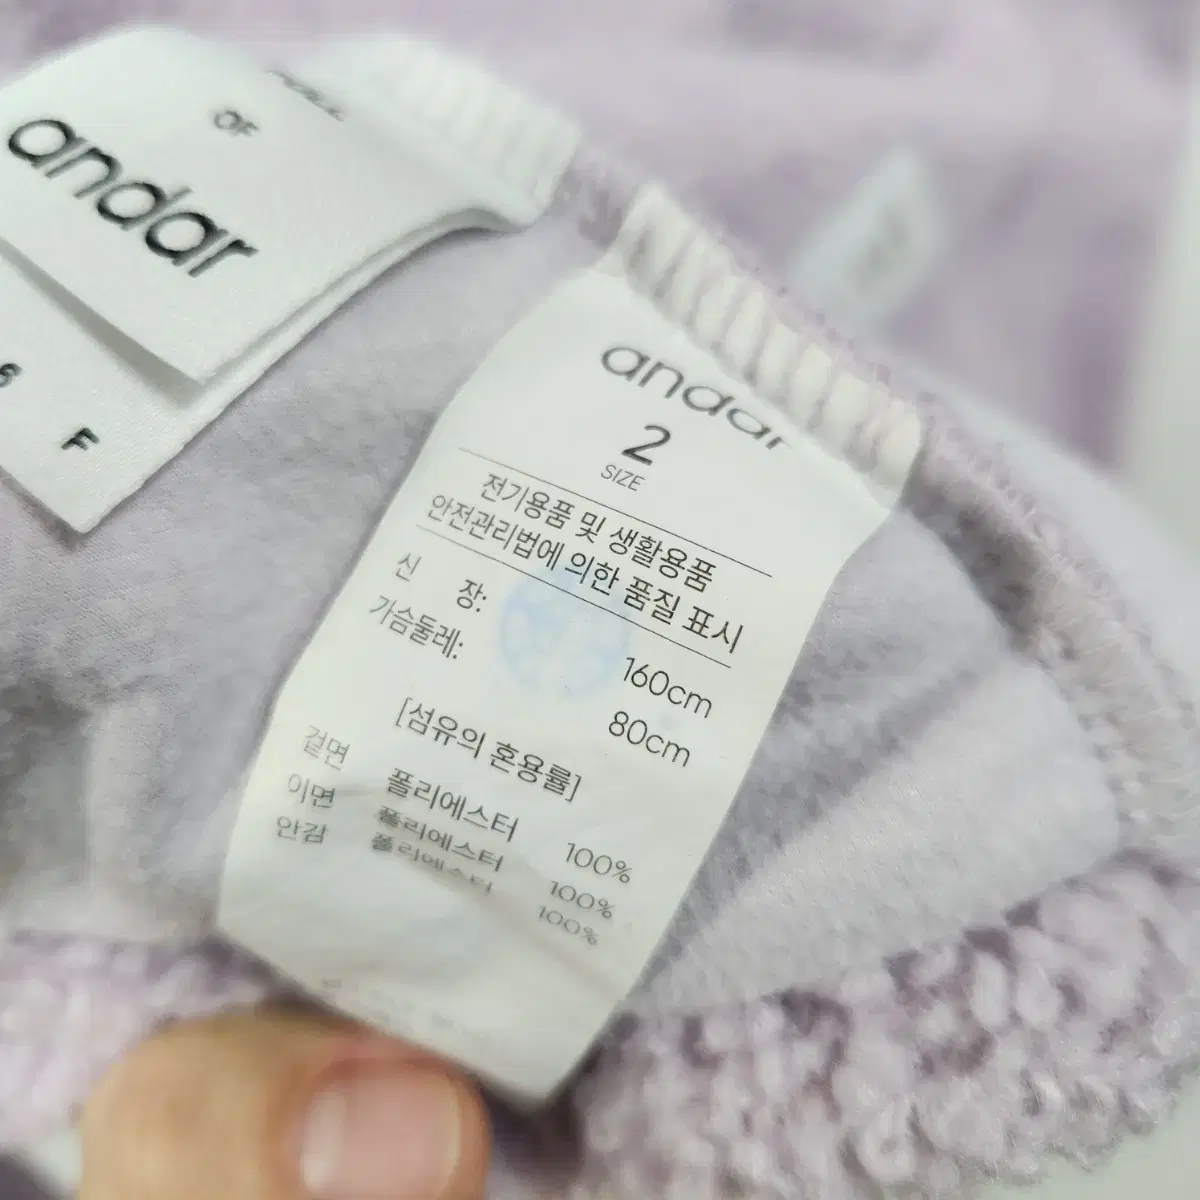 OF
andar
6 F
andar
2
SIZE
전기용품 및 생활용품
안전관리법에 의한 품질 표시
신 장: 160cm
가슴둘레: 80cm
[섬유의 혼용률]
겉면 폴리에스터 100%
이면 폴리에스터 100%
안감 폴리에스터 100%